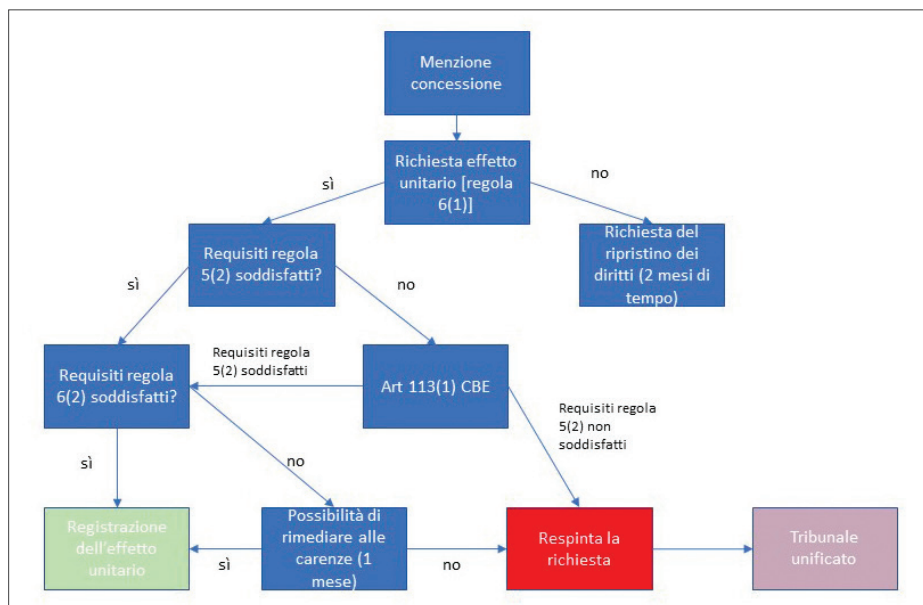 Menzione
concessione
Richiesta effetto
unitario [regola
6(1)]
sì
no
Requisiti regola
5(2) soddisfatti?
Richiesta del
ripristino dei
diritti (2 mesi di
tempo)
sì
no
Requisiti regola
6(2) soddisfatti?
Requisiti regola
5(2) soddisfatti
Art 113(1) CBE
Requisiti regola
5(2) non
soddisfatti
sì
no
Registrazione
dell'effetto
unitario
sì
Possibilità di
rimediare alle
carenze (1
mese)
no
Respinta la
richiesta
Tribunale
unificato